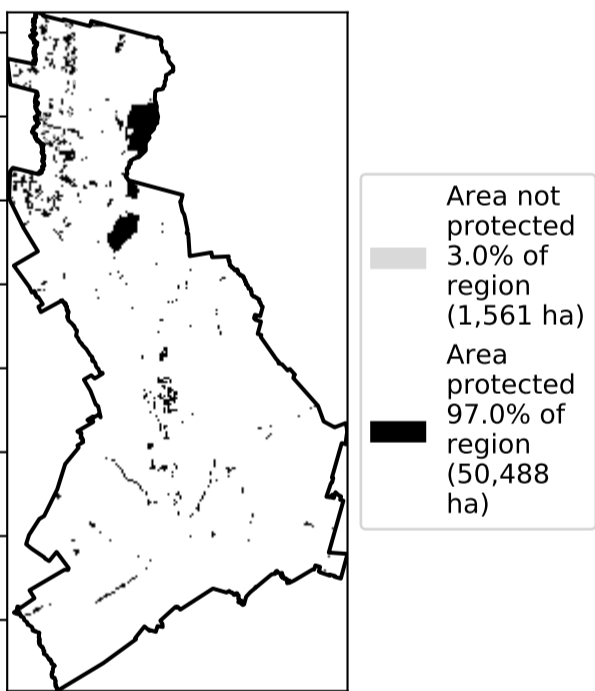 Area not
protected
3.0% of
region
(1,561 ha)
Area
protected
97.0% of
region
(50,488
ha)